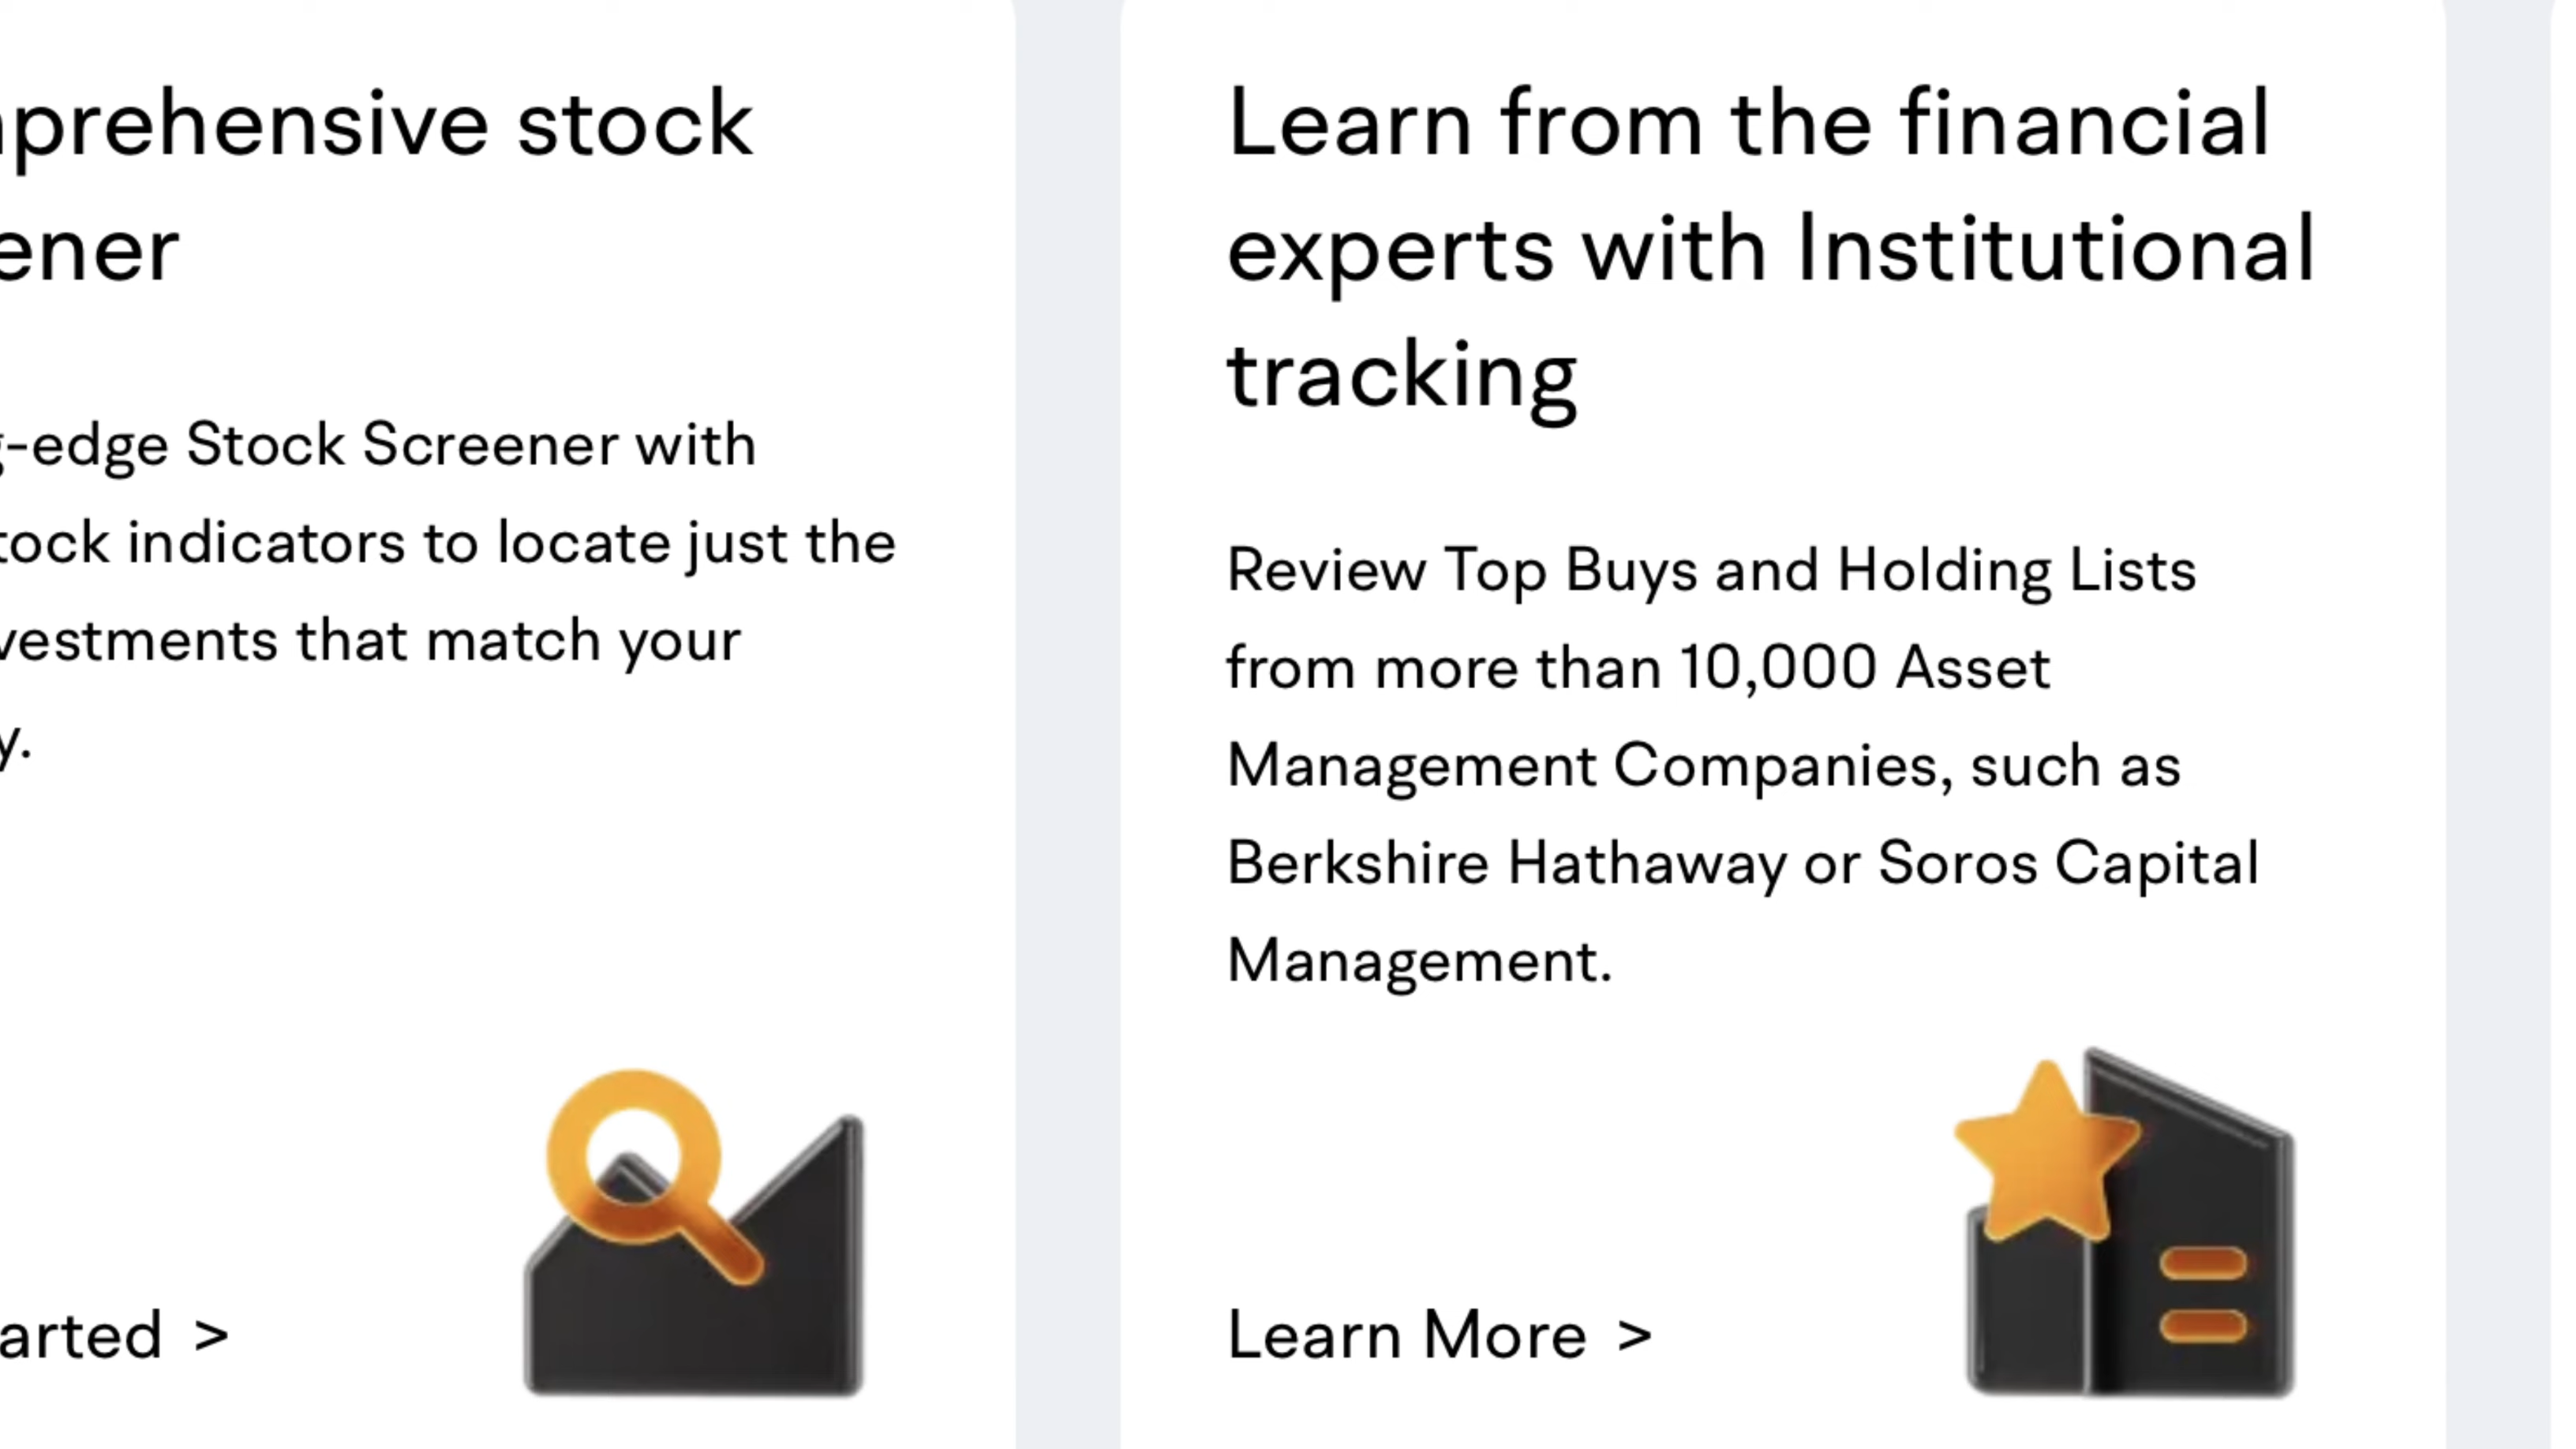 prehensive stock
ener
-edge Stock Screener with
tock indicators to locate just the
vestments that match your
y.
arted >
Learn from the financial
experts with Institutional
tracking
Review Top Buys and Holding Lists
from more than 10,000 Asset
Management Companies, such as
Berkshire Hathaway or Soros Capital
Management.
Learn More >